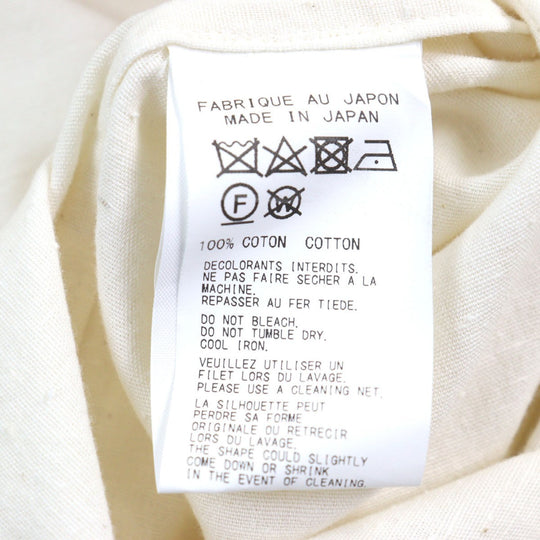 FABRIQUE AU JAPON
MADE IN JAPAN
F W
100% COTON COTTON
DECOLORANTS INTERDITS.
NE PAS FAIRE SECHER A LA
MACHINE.
REPASSER AU FER TIEDE.
DO NOT BLEACH.
DO NOT TUMBLE DRY.
COOL IRON.
VEUILLEZ UTILISER UN
FILET LORS DU LAVAGE.
PLEASE USE A CLEANING NET.
LA SILHOUETTE PEUT
PERDRE SA FORME
ORIGINALE OU RETRECIR
LORS DU LAVAGE.
THE SHAPE COULD SLIGHTLY
COME DOWN OR SHRINK
IN THE EVENT OF CLEANING.